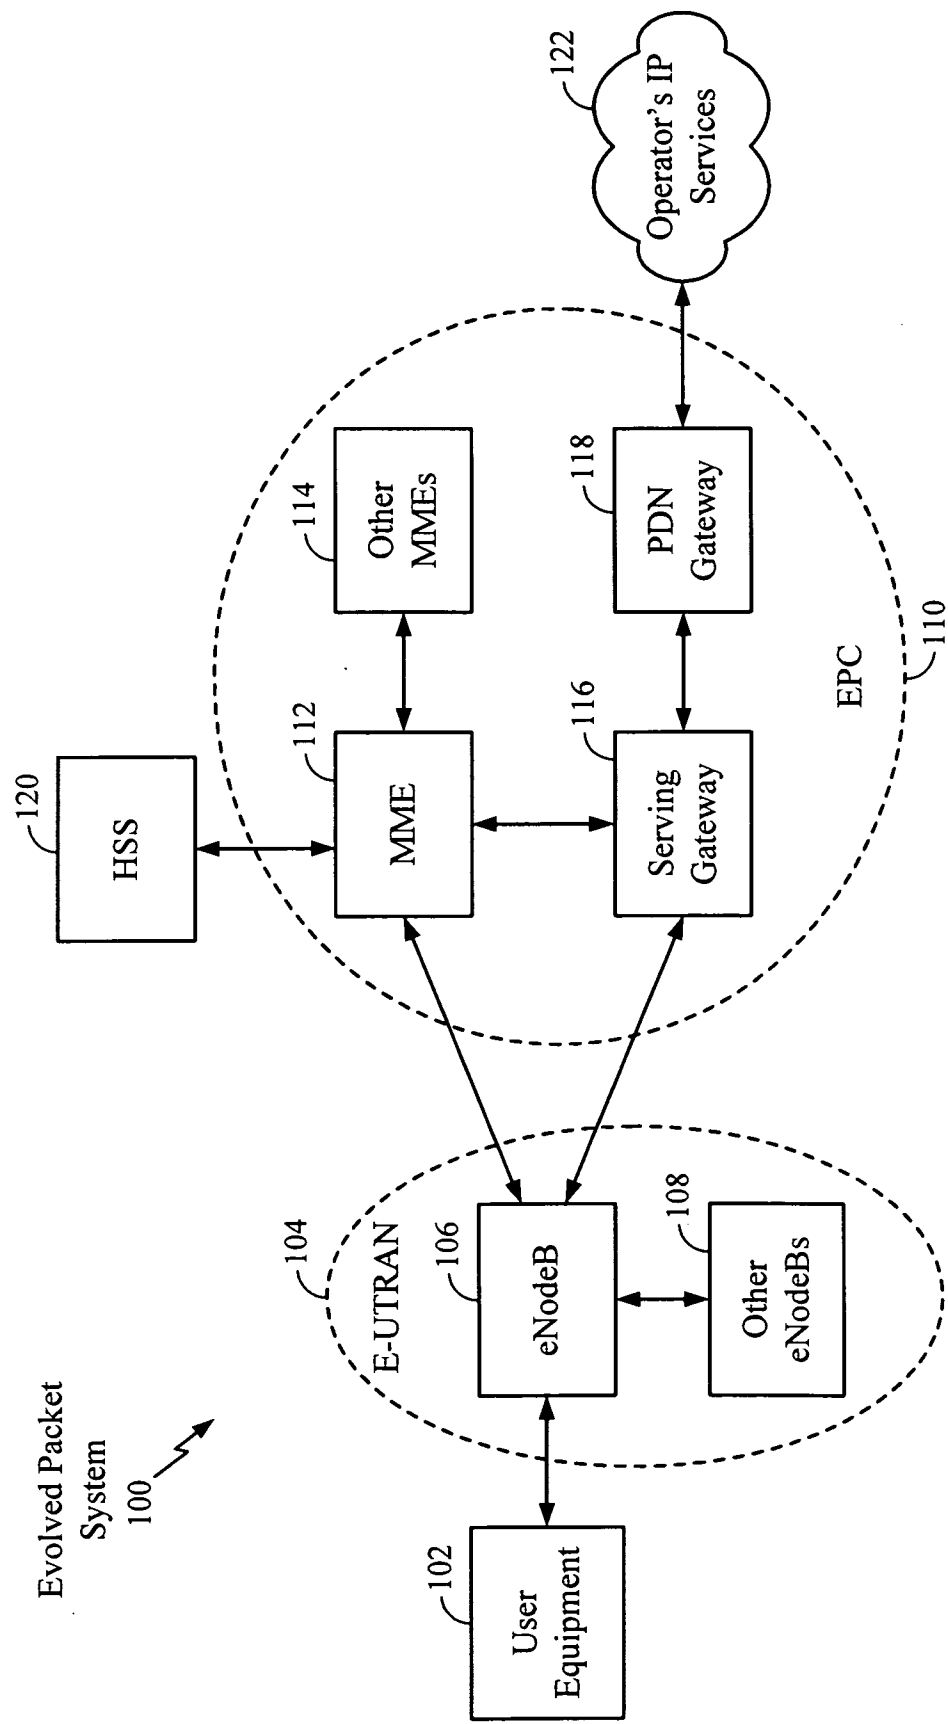 Evolved Packet
System
100
120
HSS
104
E-UTRAN
112
MME
114
Other
MMEs
102
User
Equipment
106
eNodeB
108
Other
eNodeBs
116
Serving
Gateway
118
PDN
Gateway
122
Operator's IP
Services
EPC
110